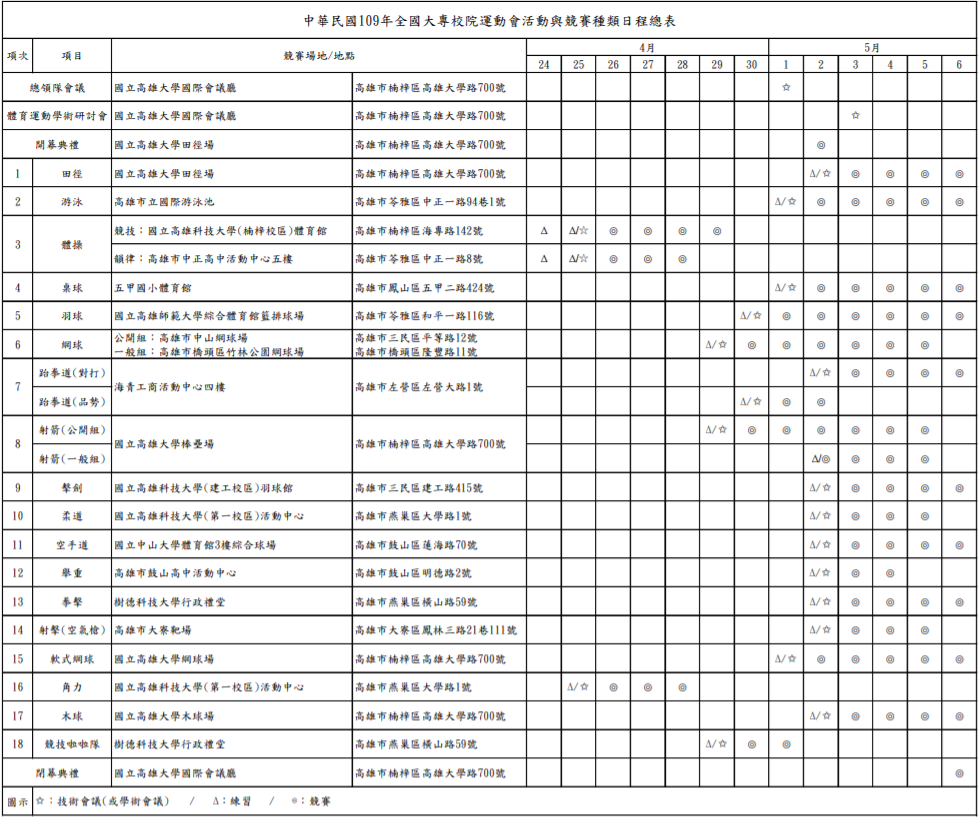 中華民國109年全國大專校院運動會活動與競賽種類日程總表
項次 項目 競賽場地/地點 4月 5月
24 25 26 27 28 29 30 1 2 3 4 5 6
總領隊會議 國立高雄大學國際會議廳 高雄市楠梓區高雄大學路700號 ☆
體育運動學術研討會 國立高雄大學國際會議廳 高雄市楠梓區高雄大學路700號 ☆
開幕典禮 國立高雄大學田徑場 高雄市楠梓區高雄大學路700號 ◎
1 田徑 國立高雄大學田徑場 高雄市楠梓區高雄大學路700號 Δ/☆ ◎ ◎ ◎ ◎
2 游泳 高雄市立國際游泳池 高雄市苓雅區中正一路94巷1號 Δ/☆ ◎ ◎ ◎ ◎ ◎
3 體操 競技：國立高雄科技大學(楠梓校區)體育館 高雄市楠梓區海專路142號 Δ Δ/☆ ◎ ◎ ◎ ◎
韻律：高雄市中正高中活動中心五樓 高雄市苓雅區中正一路8號 Δ Δ/☆ ◎ ◎ ◎
4 桌球 五甲國小體育館 高雄市鳳山區五甲二路424號 Δ/☆ ◎ ◎ ◎ ◎ ◎
5 羽球 國立高雄師範大學綜合體育館籃排球場 高雄市苓雅區和平一路116號 Δ/☆ ◎ ◎ ◎ ◎ ◎ ◎
6 網球 公開組：高雄市中山網球場 高雄市三民區平等路12號 Δ/☆ ◎ ◎ ◎ ◎ ◎ ◎
一般組：高雄市橋頭區竹林公園網球場 高雄市橋頭區隆豐路11號
7 跆拳道(對打) 海青工商活動中心四樓 高雄市左營區左營大路1號 Δ/☆ ◎ ◎ ◎ ◎
跆拳道(品勢) Δ/☆ ◎ ◎
8 射箭(公開組) 國立高雄大學棒壘場 高雄市楠梓區高雄大學路700號 Δ/☆ ◎ ◎ ◎ ◎ ◎ ◎
射箭(一般組) Δ/◎ ◎ ◎ ◎
9 擊劍 國立高雄科技大學(建工校區)羽球館 高雄市三民區建工路415號 Δ/☆ ◎ ◎ ◎ ◎
10 柔道 國立高雄科技大學(第一校區)活動中心 高雄市燕巢區大學路1號 Δ/☆ ◎ ◎ ◎
11 空手道 國立中山大學體育館3樓綜合球場 高雄市鼓山區蓮海路70號 Δ/☆ ◎ ◎ ◎ ◎
12 舉重 高雄市鼓山高中活動中心 高雄市鼓山區明德路2號 Δ/☆ ◎ ◎
13 拳擊 樹德科技大學行政禮堂 高雄市燕巢區橫山路59號 Δ/☆ ◎ ◎ ◎ ◎
14 射擊(空氣槍) 高雄市大寮靶場 高雄市大寮區鳳林三路21巷111號 Δ/☆ ◎ ◎ ◎
15 軟式網球 國立高雄大學網球場 高雄市楠梓區高雄大學路700號 Δ/☆ ◎ ◎ ◎ ◎ ◎
16 角力 國立高雄科技大學(第一校區)活動中心 高雄市燕巢區大學路1號 Δ/☆ ◎ ◎ ◎
17 木球 國立高雄大學木球場 高雄市楠梓區高雄大學路700號 Δ/☆ ◎ ◎ ◎ ◎
18 競技啦啦隊 樹德科技大學行政禮堂 高雄市燕巢區橫山路59號 Δ/☆ ◎ ◎
閉幕典禮 國立高雄大學國際會議廳 高雄市楠梓區高雄大學路700號 ◎
圖示 ☆：技術會議(或學術會議) / Δ：練習 / ◎：競賽